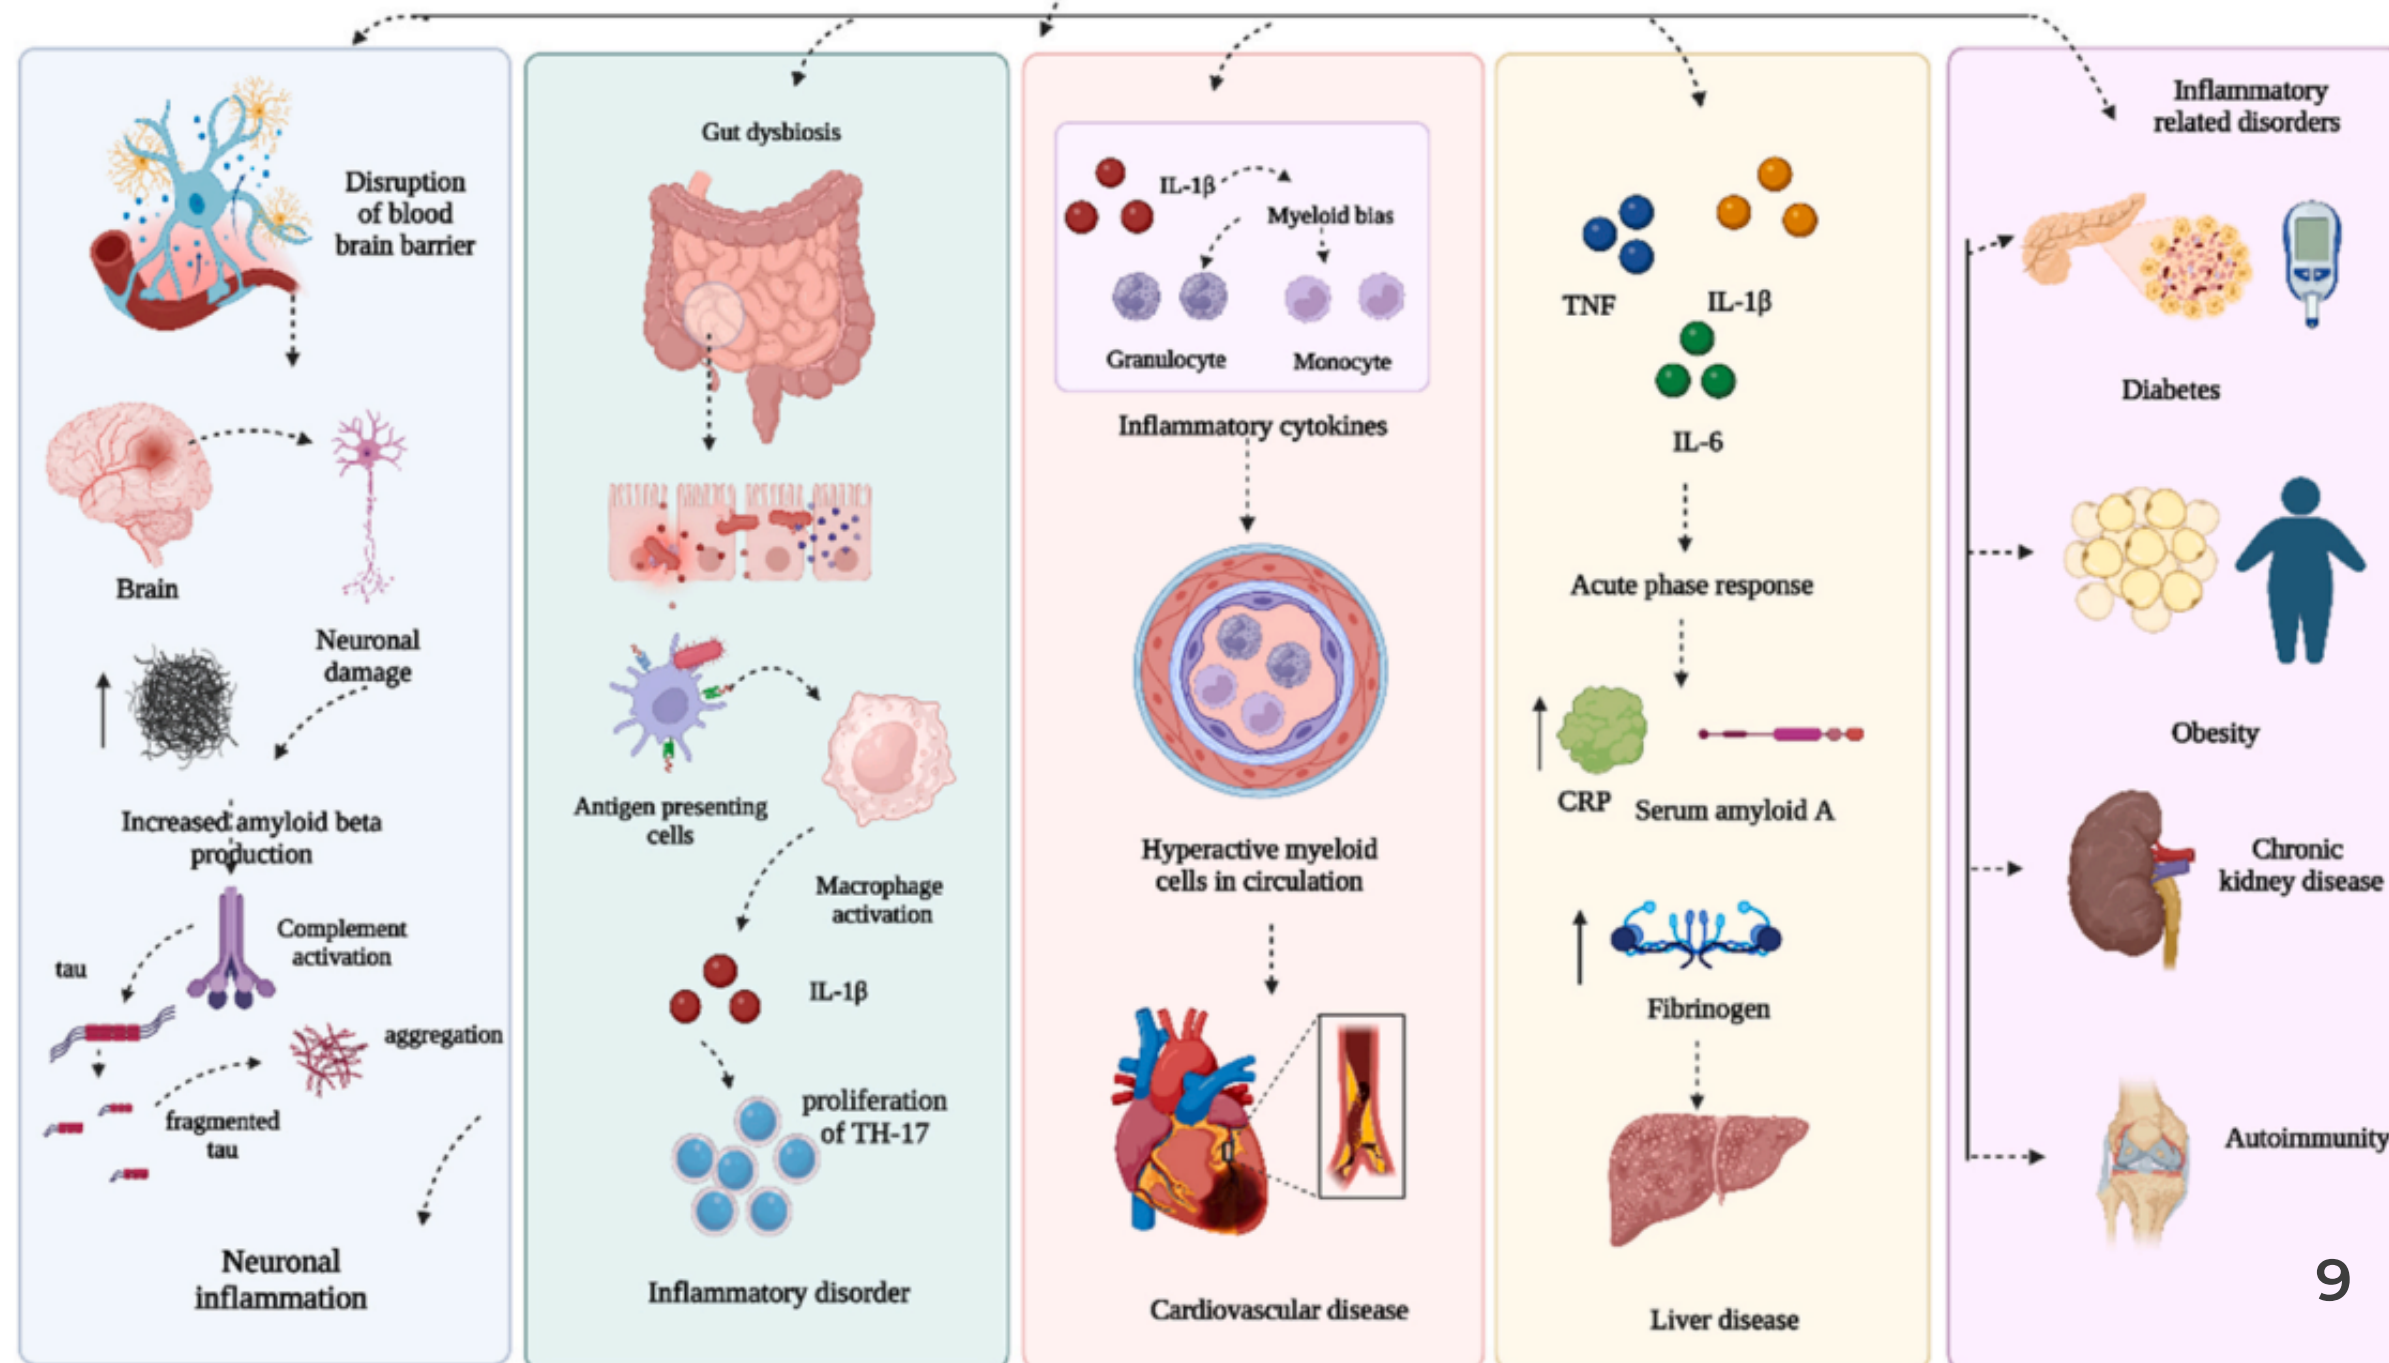 Disruption
of blood
brain barrier
Brain
Neuronal
damage
Increased amyloid beta
production
Complement
activation
tau
aggregation
fragmented
tau
Neuronal
inflammation
Gut dysbiosis
Antigen presenting
cells
Macrophage
activation
IL-1β
proliferation
of TH-17
Inflammatory disorder
IL-1β
Myeloid bias
Granulocyte
Monocyte
Inflammatory cytokines
Hyperactive myeloid
cells in circulation
Cardiovascular disease
TNF
IL-1β
IL-6
Acute phase response
CRP
Serum amyloid A
Fibrinogen
Liver disease
Inflammatory
related disorders
Diabetes
Obesity
Chronic
kidney disease
Autoimmunity
9